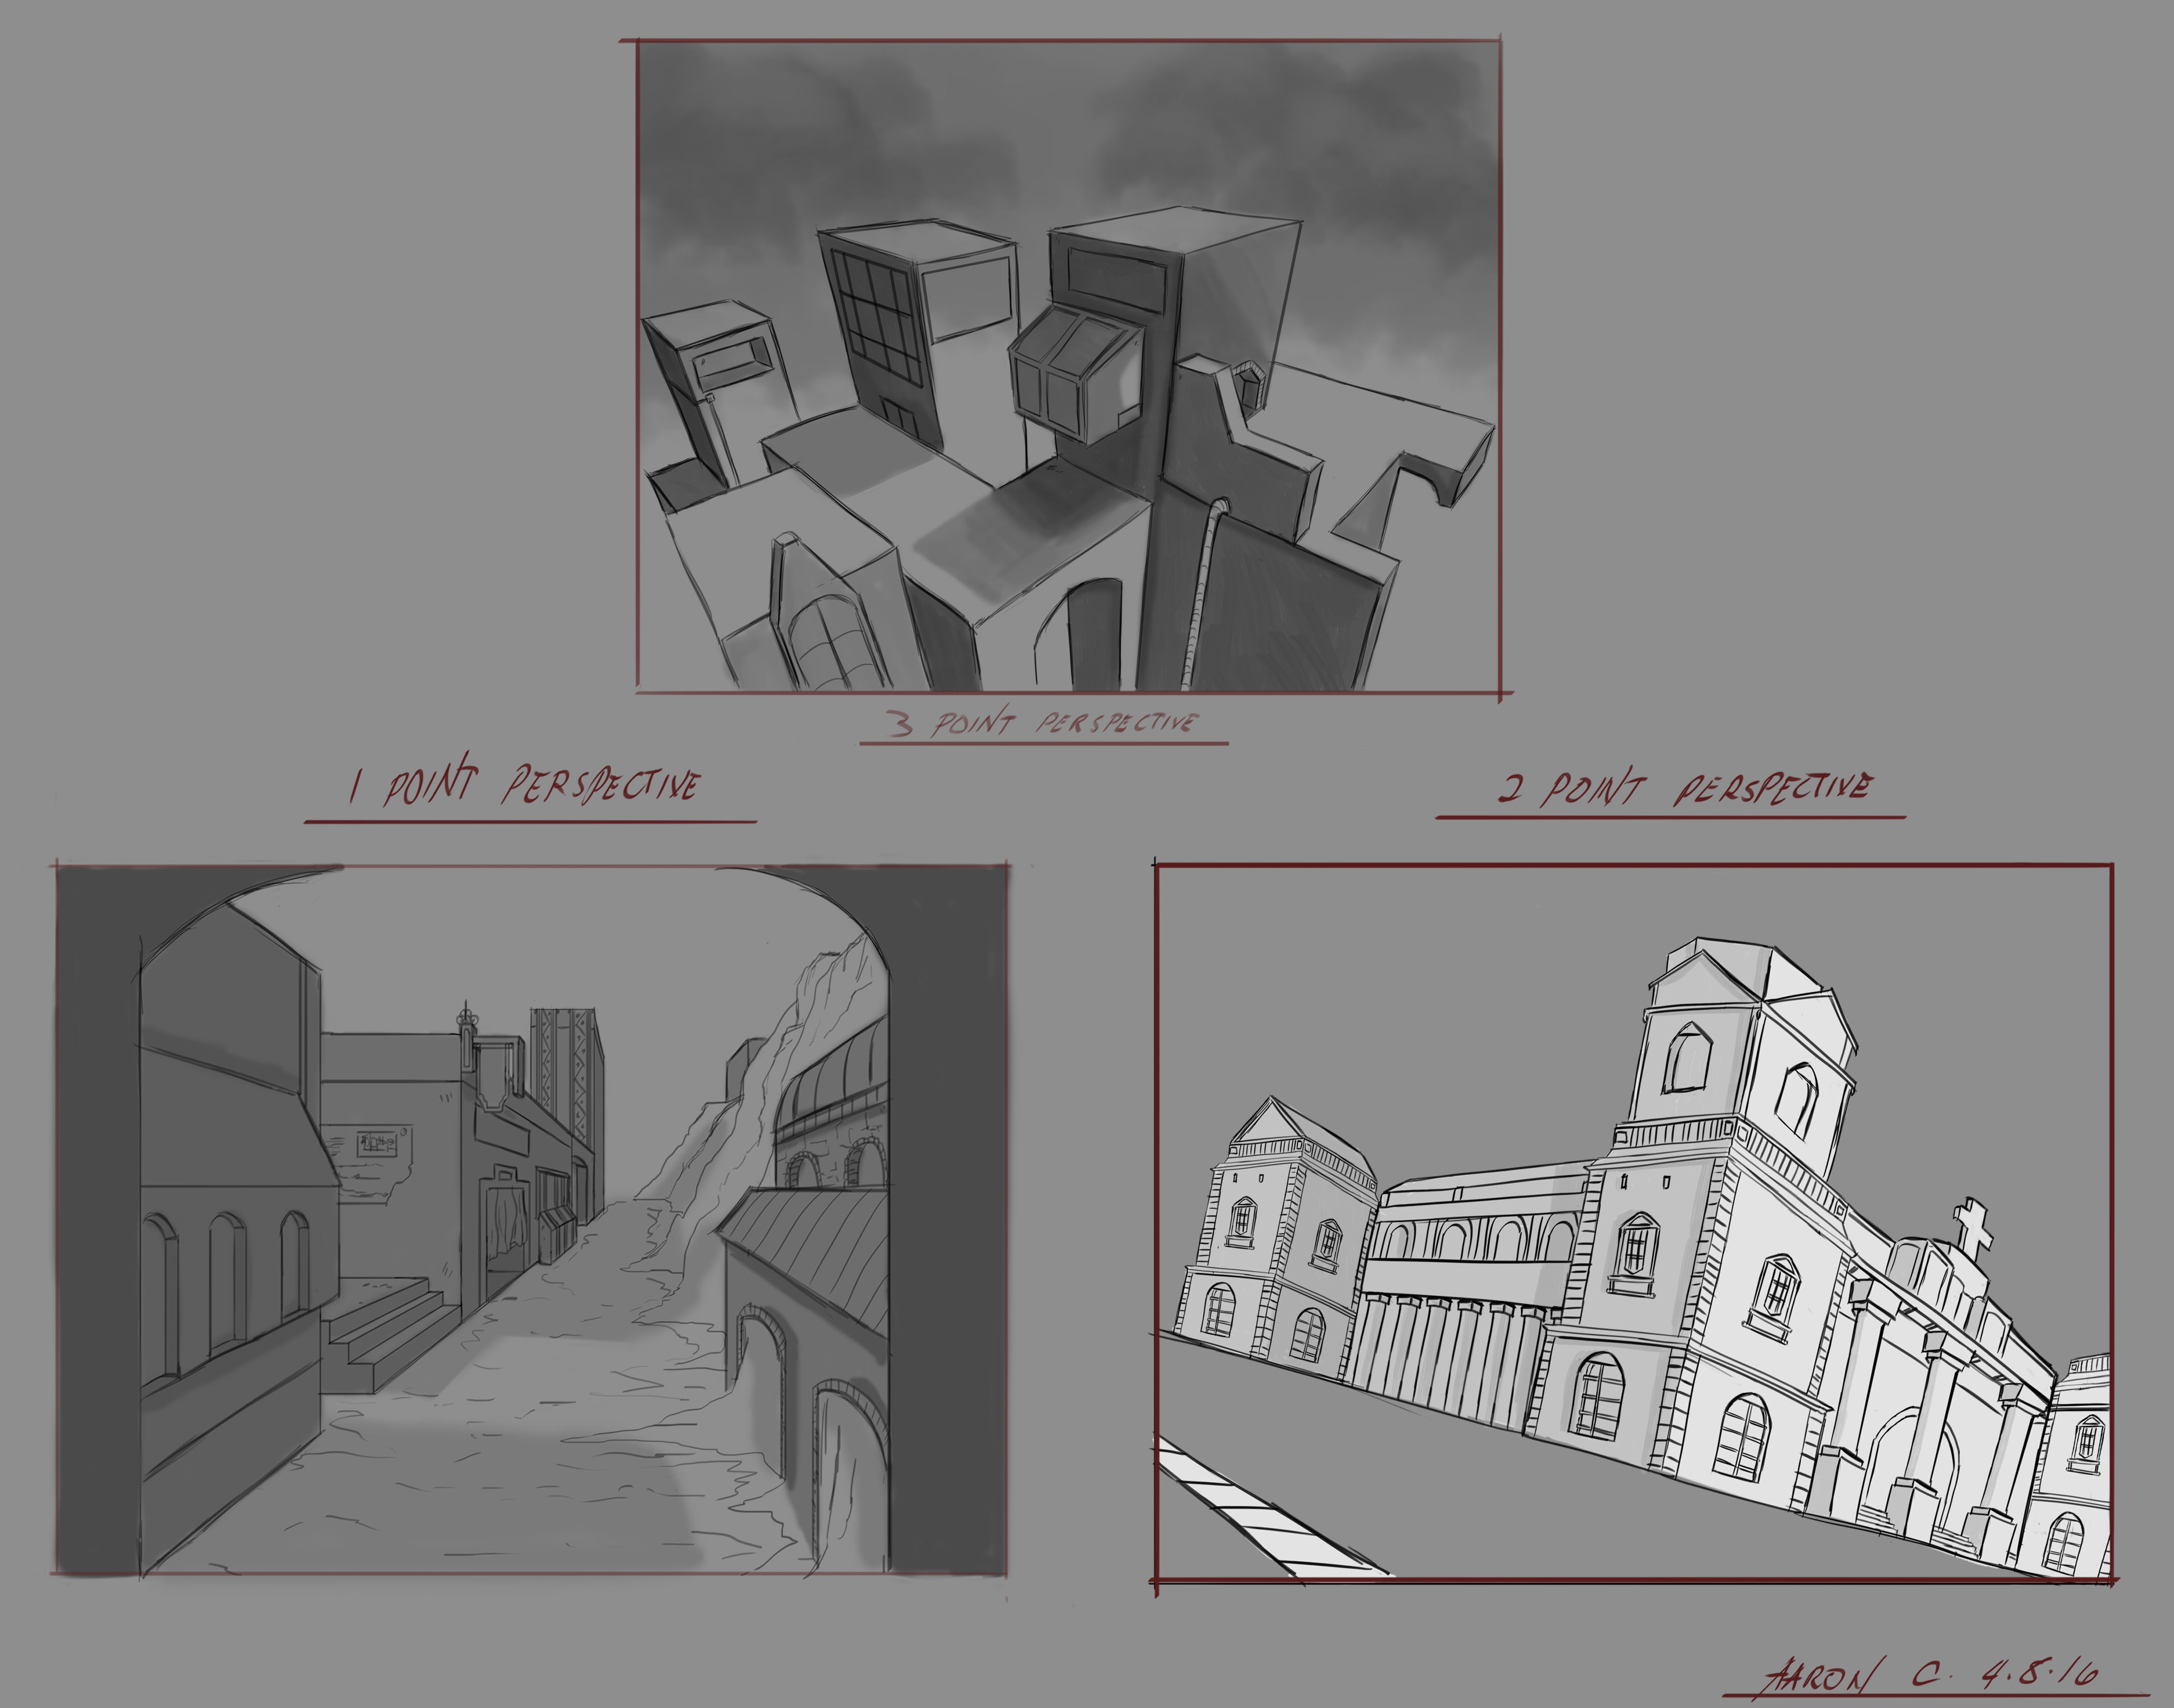 3 POINT PERSPECTIVE
1 POINT PERSPECTIVE
2 POINT PERSPECTIVE
AARON C. 4.8.16